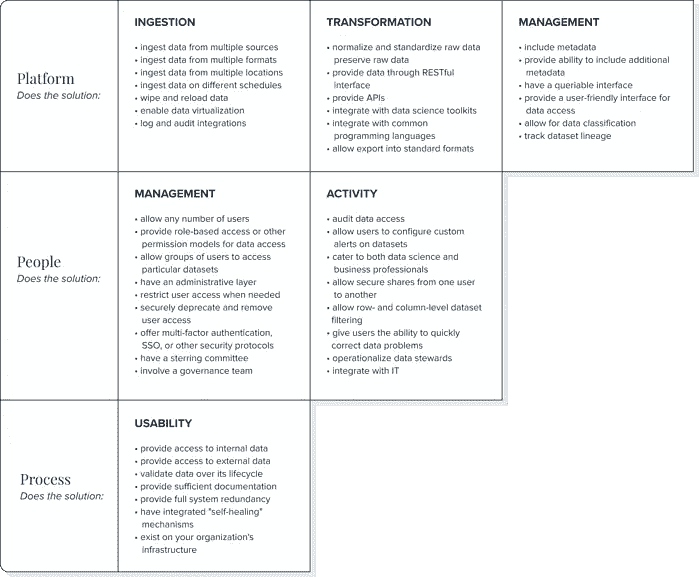 Platform
Does the solution:
INGESTION
• ingest data from multiple sources
• ingest data from multiple formats
• ingest data from multiple locations
• ingest data on different schedules
• wipe and reload data
• enable data virtualization
• log and audit integrations
TRANSFORMATION
• normalize and standardize raw data
preserve raw data
• provide data through RESTful
interface
• provide APIs
• integrate with data science toolkits
• integrate with common
programming languages
• allow export into standard formats
MANAGEMENT
• include metadata
• provide ability to include additional
metadata
• have a queriable interface
• provide a user-friendly interface for
data access
• allow for data classification
• track dataset lineage
People
Does the solution:
MANAGEMENT
• allow any number of users
• provide role-based access or other
permission models for data access
• allow groups of users to access
particular datasets
• have an administrative layer
• restrict user access when needed
• securely deprecate and remove
user access
• offer multi-factor authentication,
SSO, or other security protocols
• have a sterring committee
• involve a governance team
ACTIVITY
• audit data access
• allow users to configure custom
alerts on datasets
• cater to both data science and
business professionals
• allow secure shares from one user
to another
• allow row- and column-level dataset
filtering
• give users the ability to quickly
correct data problems
• operationalize data stewards
• integrate with IT
Process
Does the solution:
USABILITY
• provide access to internal data
• provide access to external data
• validate data over its lifecycle
• provide sufficient documentation
• provide full system redundancy
• have integrated "self-healing"
mechanisms
• exist on your organization's
infrastructure